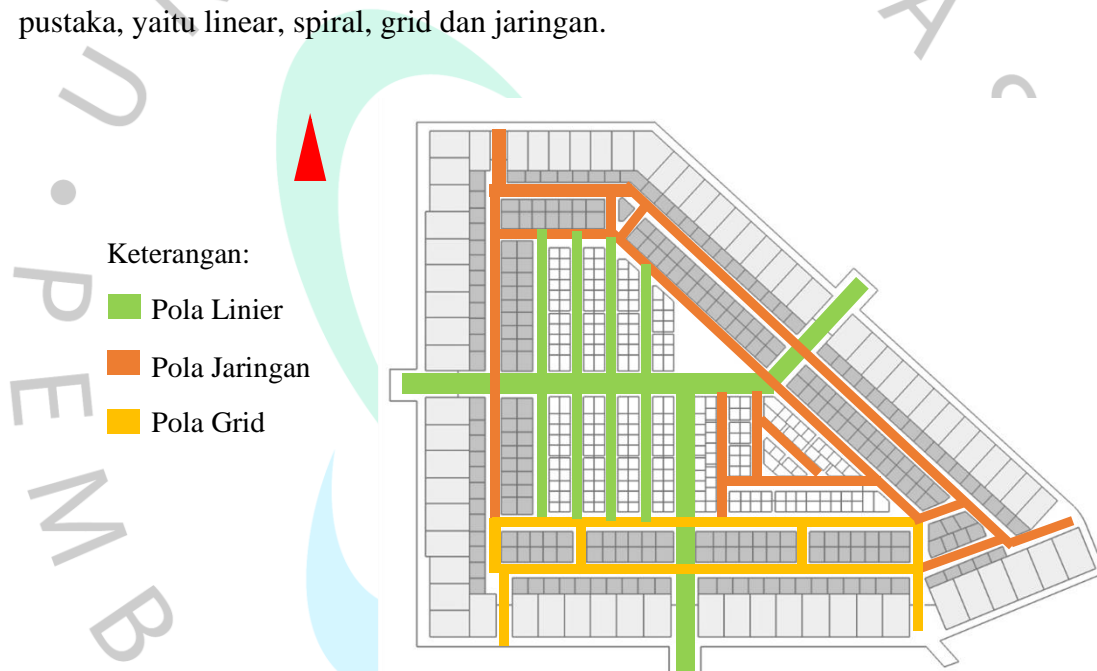 pustaka, yaitu linear, spiral, grid dan jaringan.
Keterangan:
Pola Linier
Pola Jaringan
Pola Grid
U . P E M B
A S